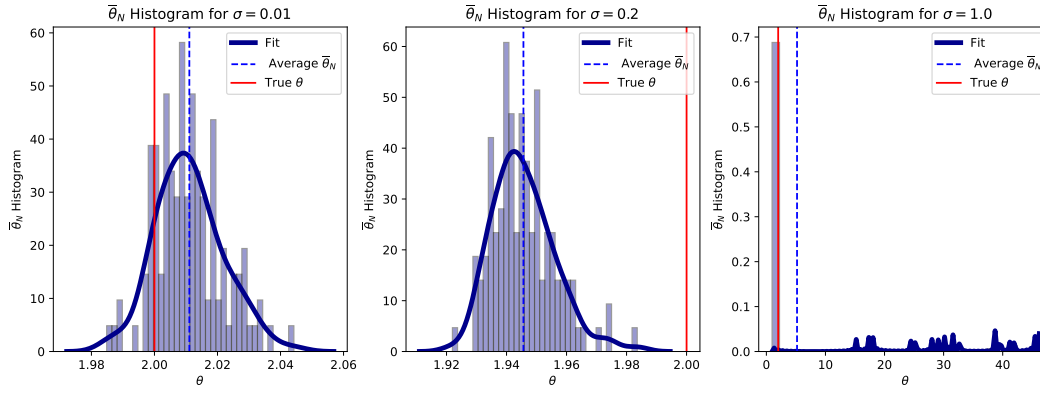 θ̅_N Histogram for σ = 0.01
θ̅_N Histogram
60
50
40
30
20
10
0
1.98
2.00
2.02
2.04
2.06
θ
Fit
Average θ̅_N
True θ
θ̅_N Histogram for σ = 0.2
θ̅_N Histogram
60
50
40
30
20
10
0
1.92
1.94
1.96
1.98
2.00
θ
Fit
Average θ̅_N
True θ
θ̅_N Histogram for σ = 1.0
θ̅_N Histogram
0.7
0.6
0.5
0.4
0.3
0.2
0.1
0.0
0
10
20
30
40
θ
Fit
Average θ̅_N
True θ